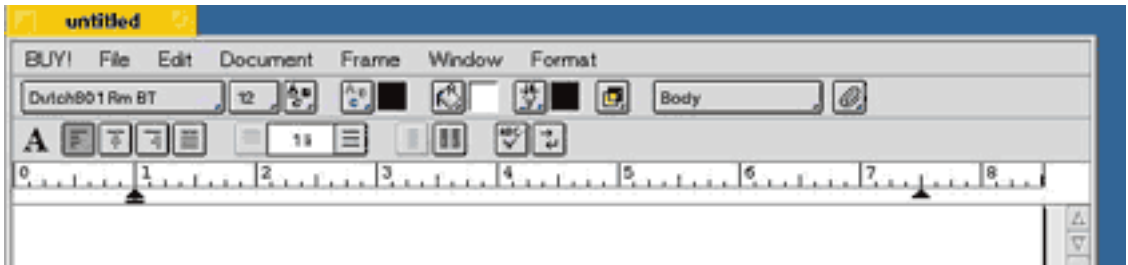 untitled
BUY! File Edit Document Frame Window Format
Dutch801 Rm BT 12 Body
A
0 1 2 3 4 5 6 7 8